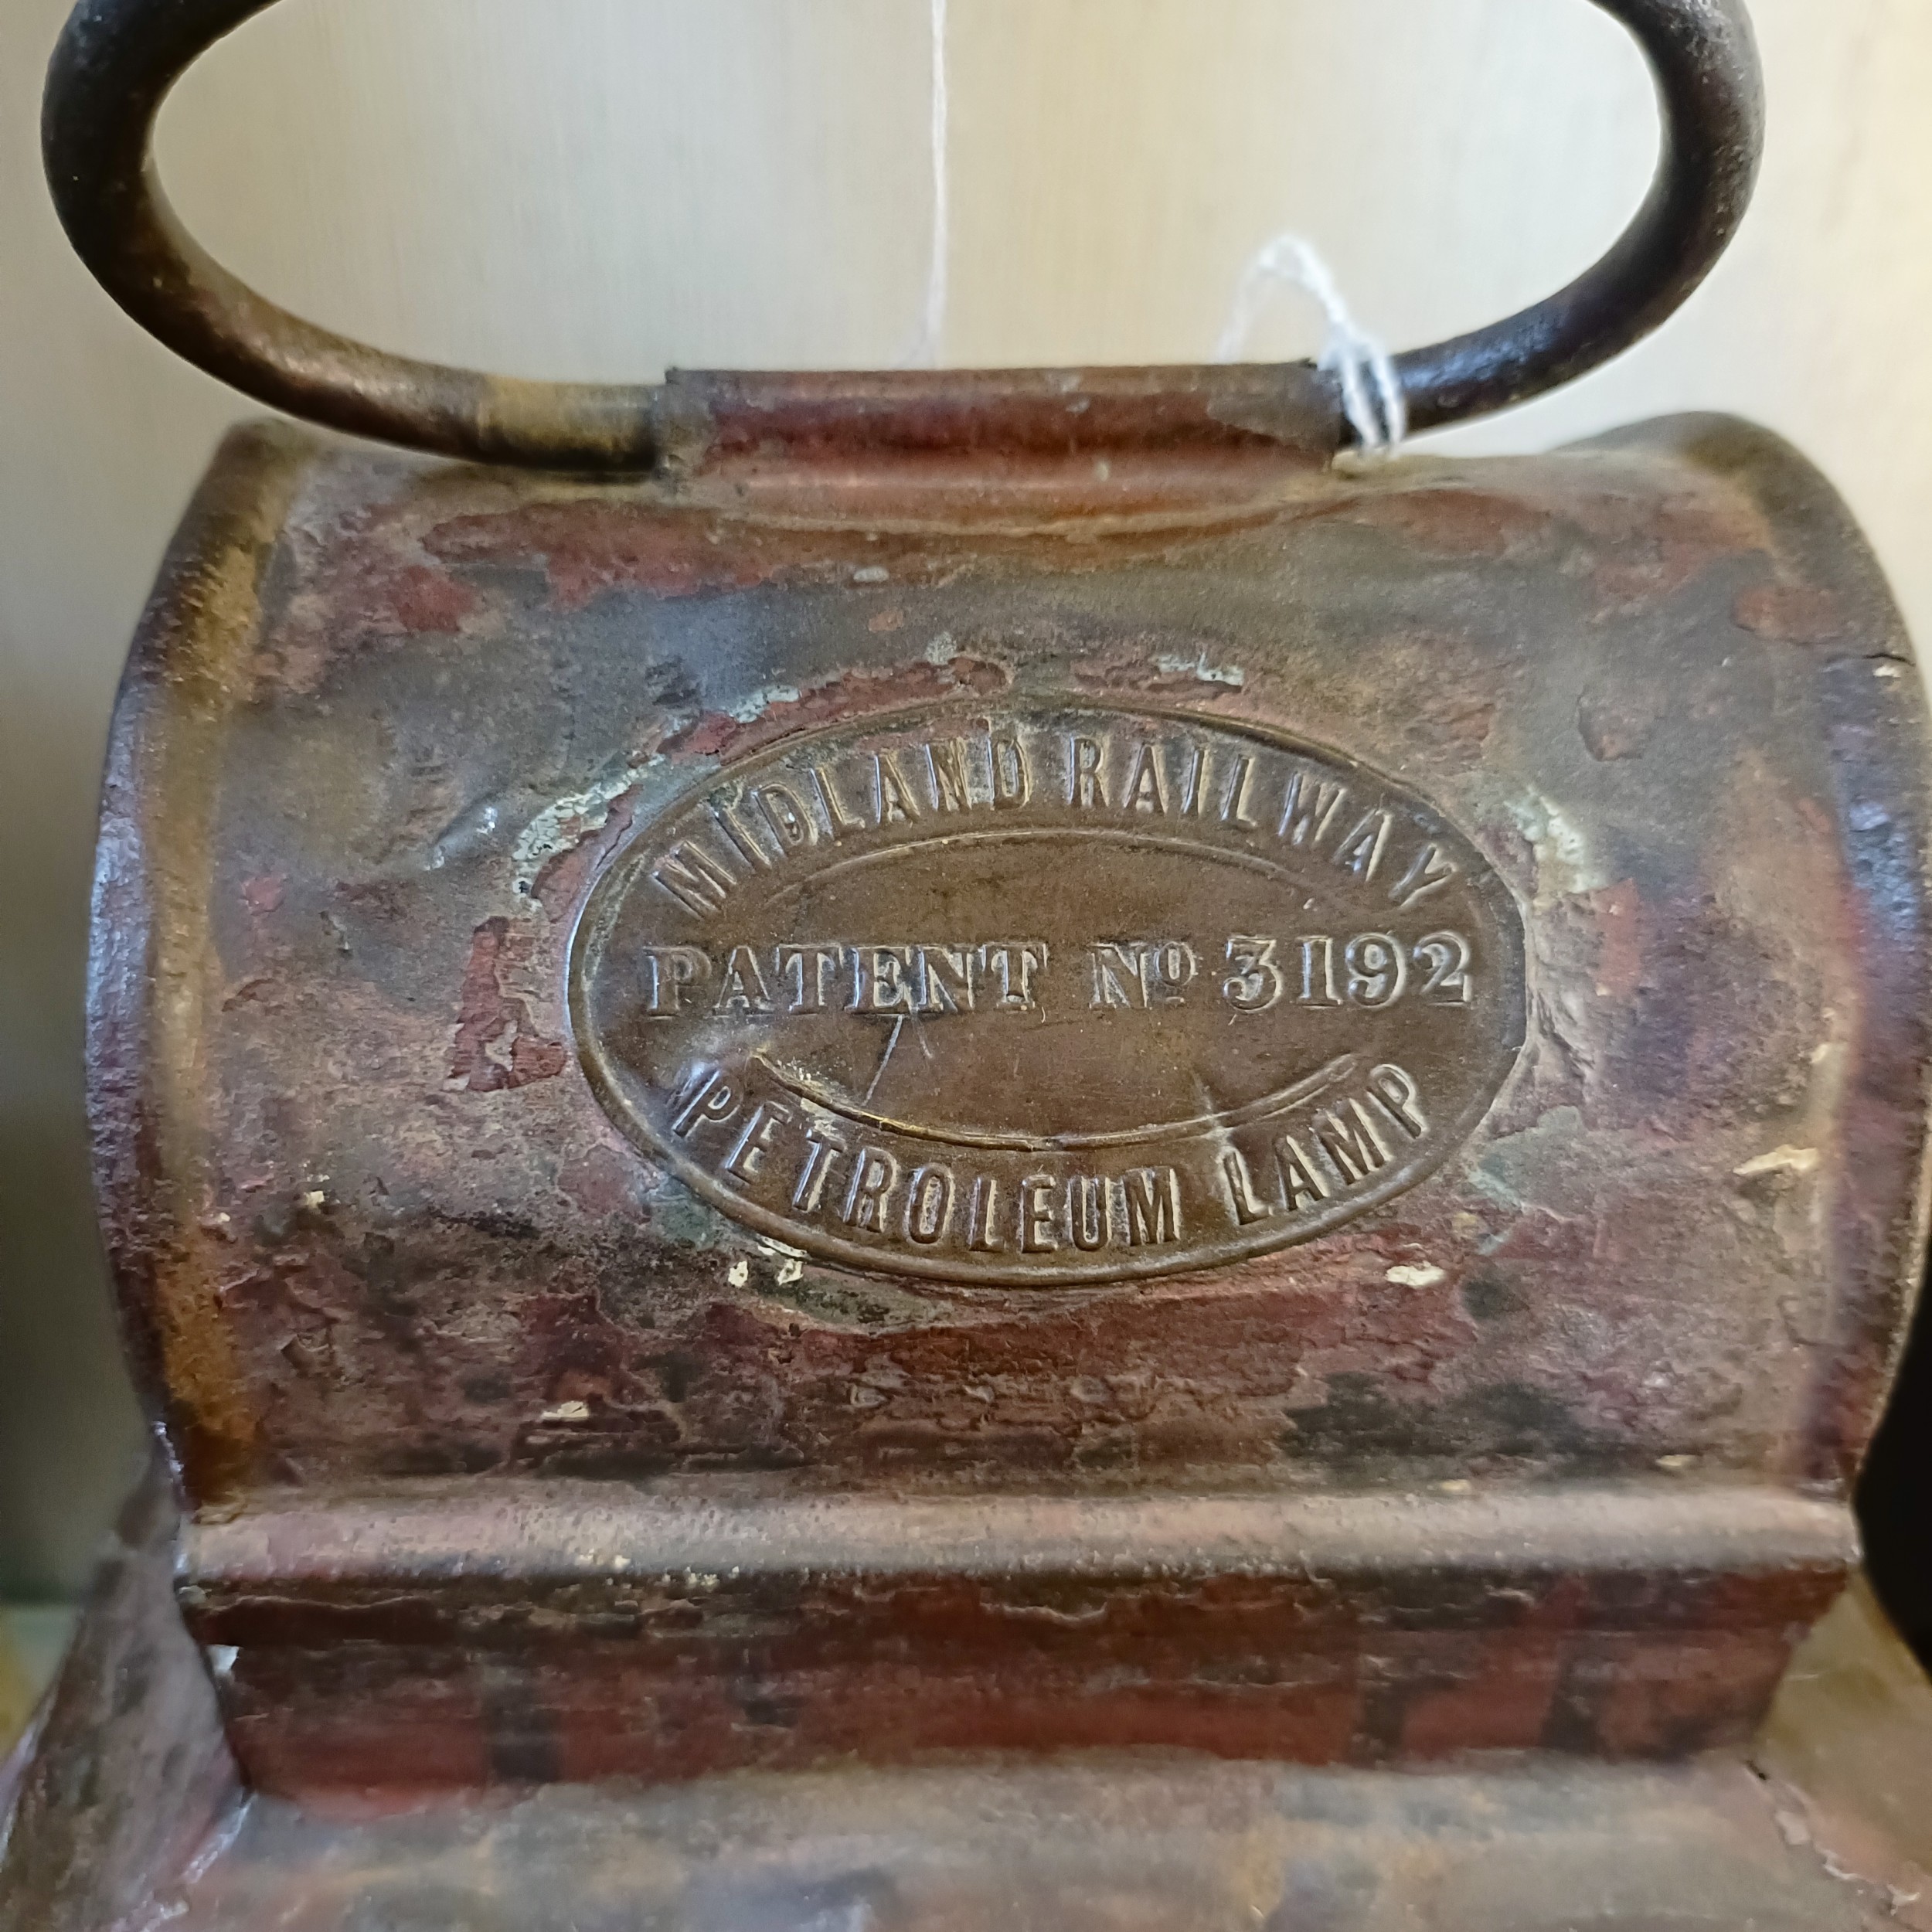 MIDLAND RAILWAY
PATENT Nº 3192
PETROLEUM LAMP